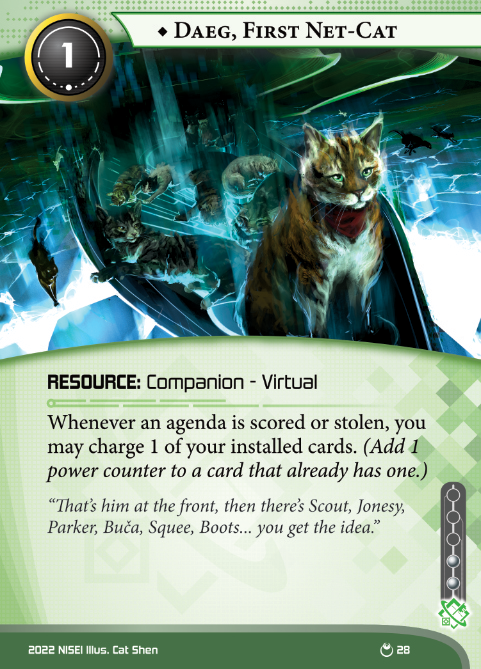 1
◆ Daeg, First Net-Cat
RESOURCE: Companion - Virtual
Whenever an agenda is scored or stolen, you
may charge 1 of your installed cards. (Add 1
power counter to a card that already has one.)
“That’s him at the front, then there’s Scout, Jonesy,
Parker, Buča, Squee, Boots... you get the idea.”
2022 NISEI Illus. Cat Shen
28